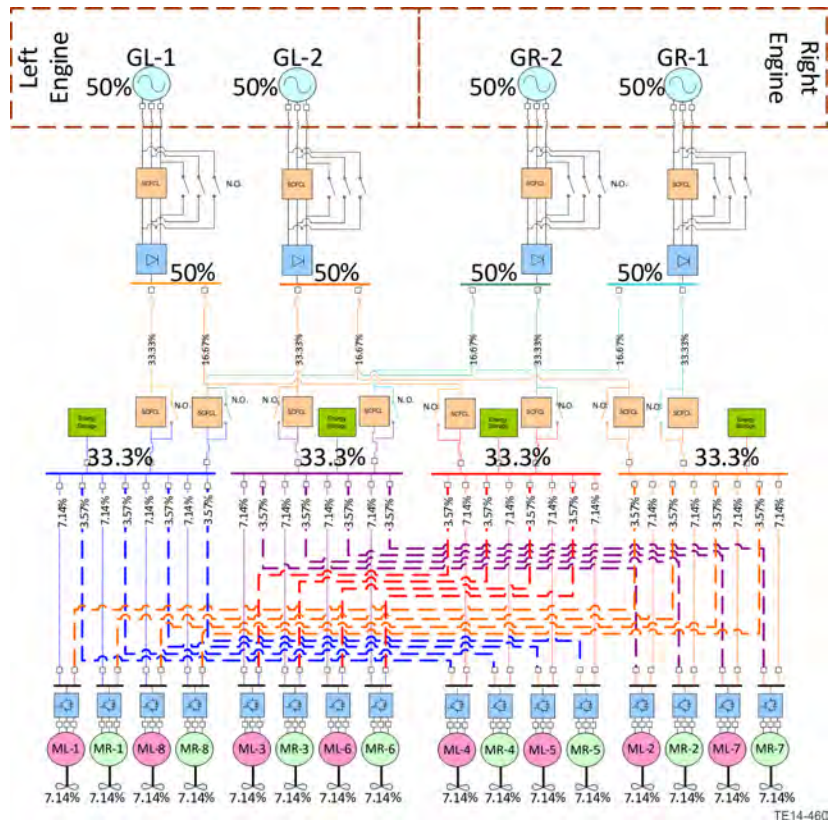 Left Engine
GL-1
GL-2
GR-2
GR-1
Right Engine
50% 50% 50% 50%
SCFCL N.O. SCFCL SCFCL N.O. SCFCL
50% 50% 50% 50%
33.33% 16.67% 33.33% 16.67% 16.67% 33.33% 16.67% 33.33%
Energy Storage SCFCL N.O. SCFCL N.O. N.O. SCFCL Energy Storage SCFCL N.O. N.O. SCFCL Energy Storage SCFCL N.O. N.O. SCFCL SCFCL Energy Storage
33.3% 33.3% 33.3% 33.3%
7.14% 3.57% 7.14% 3.57% 7.14% 3.57% 7.14% 3.57% 7.14% 3.57% 7.14% 3.57% 7.14% 3.57% 7.14% 3.57% 3.57% 7.14% 3.57% 7.14% 3.57% 7.14% 3.57% 7.14% 3.57% 7.14% 3.57% 7.14% 3.57% 7.14% 3.57% 7.14%
ML-1 MR-1 ML-8 MR-8 ML-3 MR-3 ML-6 MR-6 ML-4 MR-4 ML-5 MR-5 ML-2 MR-2 ML-7 MR-7
7.14% 7.14% 7.14% 7.14% 7.14% 7.14% 7.14% 7.14% 7.14% 7.14% 7.14% 7.14% 7.14% 7.14% 7.14% 7.14%
TE14-460